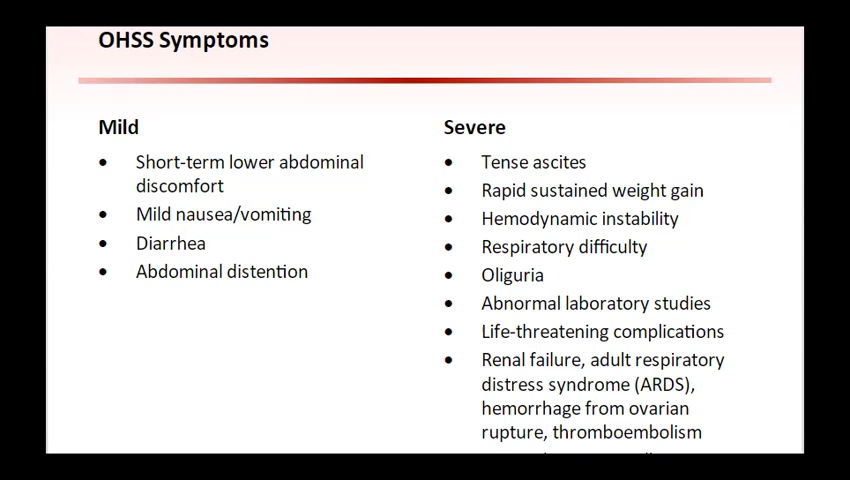 OHSS Symptoms
Mild
• Short-term lower abdominal
discomfort
• Mild nausea/vomiting
• Diarrhea
• Abdominal distention
Severe
• Tense ascites
• Rapid sustained weight gain
• Hemodynamic instability
• Respiratory difficulty
• Oliguria
• Abnormal laboratory studies
• Life-threatening complications
• Renal failure, adult respiratory
distress syndrome (ARDS),
hemorrhage from ovarian
rupture, thromboembolism